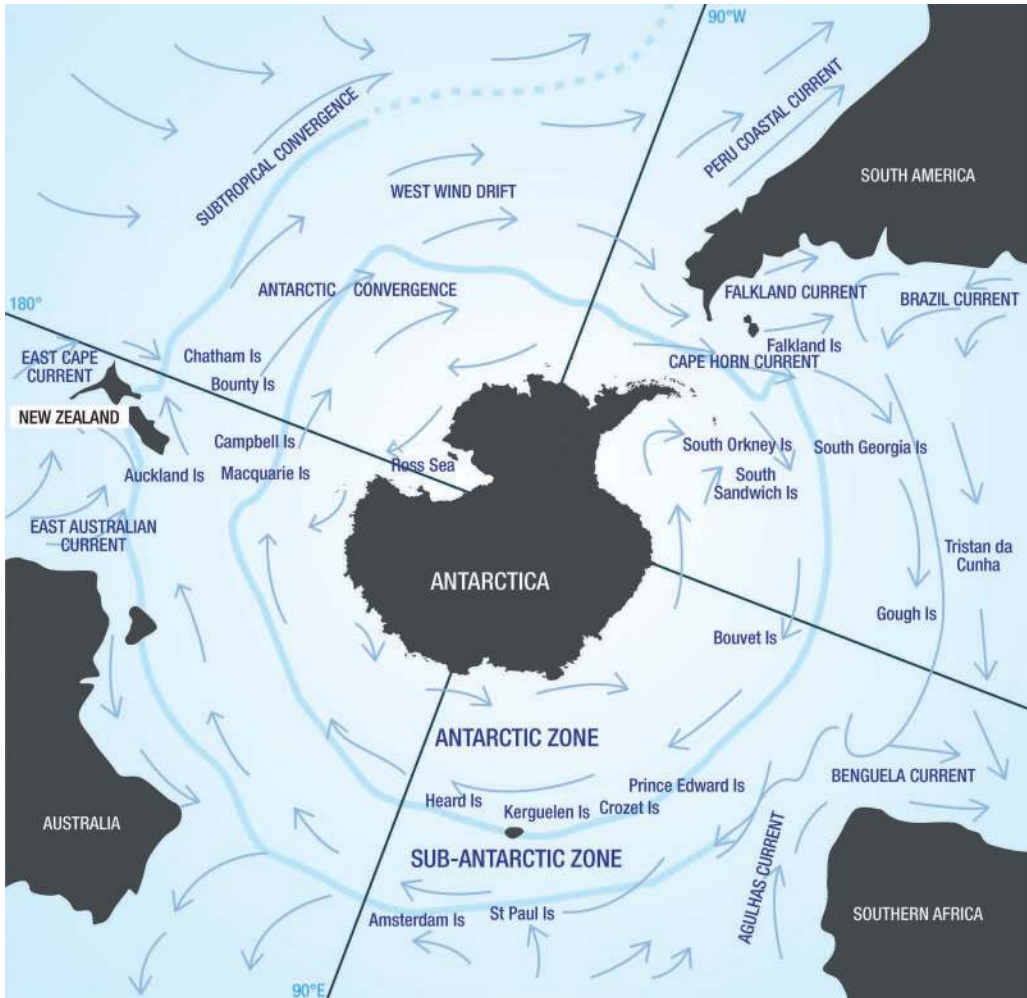 90°W
SUBTROPICAL CONVERGENCE
PERU COASTAL CURRENT
SOUTH AMERICA
WEST WIND DRIFT
180°
ANTARCTIC CONVERGENCE
FALKLAND CURRENT
BRAZIL CURRENT
EAST CAPE
CURRENT
Chatham Is
Falkland Is
CAPE HORN CURRENT
Bounty Is
NEW ZEALAND
Campbell Is
South Orkney Is
South Georgia Is
Auckland Is
Macquarie Is
Ross Sea
South
Sandwich Is
EAST AUSTRALIAN
CURRENT
Tristan da
Cunha
ANTARCTICA
Gough Is
Bouvet Is
ANTARCTIC ZONE
BENGUELA CURRENT
Prince Edward Is
Heard Is
Kerguelen Is
Crozet Is
AUSTRALIA
SUB-ANTARCTIC ZONE
AGULHAS CURRENT
SOUTHERN AFRICA
Amsterdam Is
St Paul Is
90°E